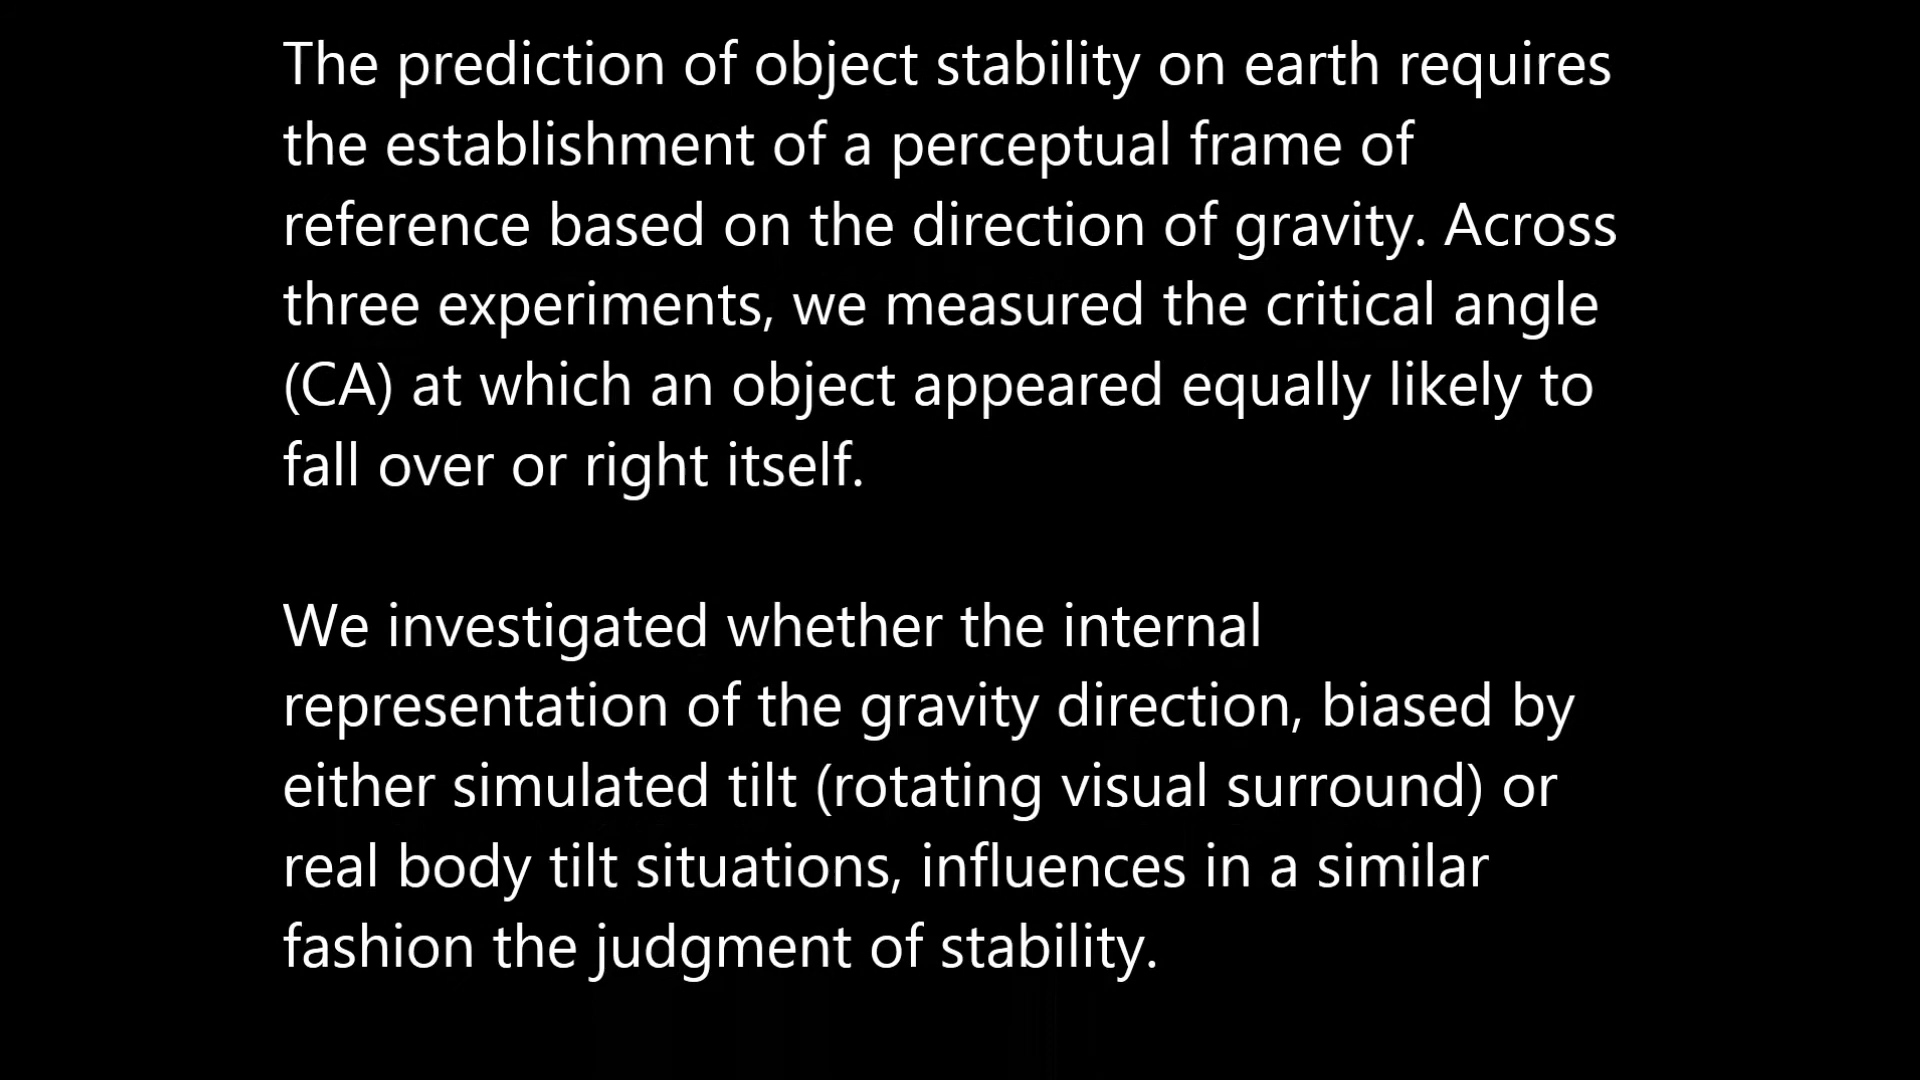 The prediction of object stability on earth requires
the establishment of a perceptual frame of
reference based on the direction of gravity. Across
three experiments, we measured the critical angle
(CA) at which an object appeared equally likely to
fall over or right itself.
We investigated whether the internal
representation of the gravity direction, biased by
either simulated tilt (rotating visual surround) or
real body tilt situations, influences in a similar
fashion the judgment of stability.